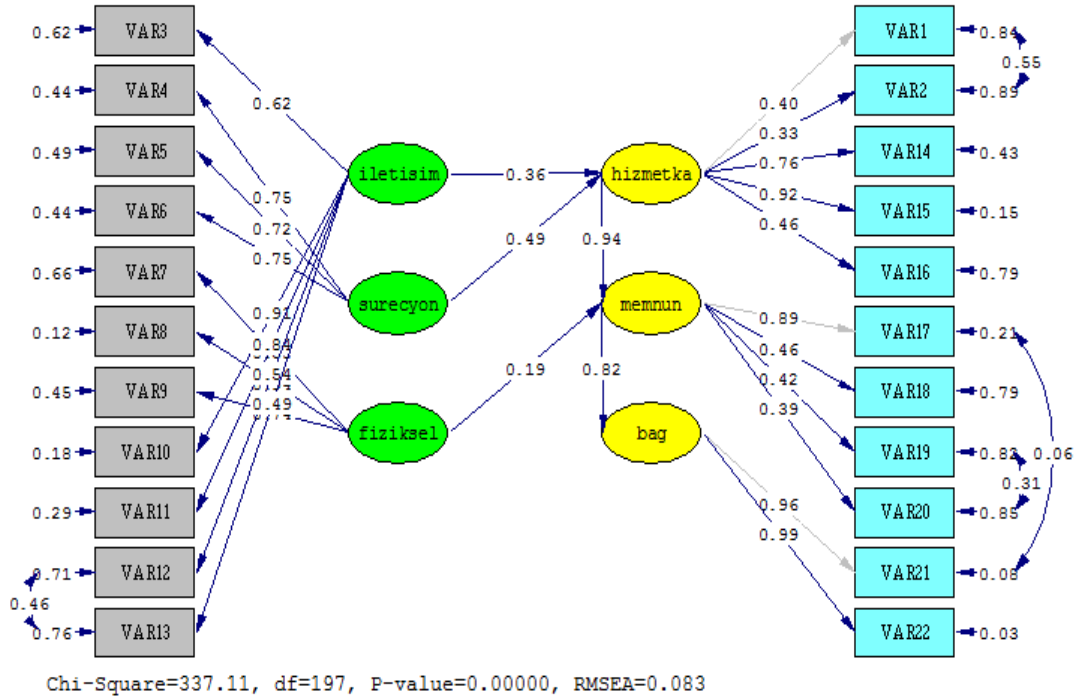 0.62 VAR3
0.44 VAR4
0.49 VAR5
0.44 VAR6
0.66 VAR7
0.12 VAR8
0.45 VAR9
0.18 VAR10
0.29 VAR11
0.71 VAR12
0.46
0.76 VAR13
0.62
0.75
0.72
0.75
0.91
0.84
0.54
0.49
iletisim
surecyon
fiziksel
0.36
0.49
0.19
hizmetka
0.94
memnun
0.82
bag
0.40
0.33
0.76
0.92
0.46
0.89
0.46
0.42
0.39
0.96
0.99
VAR1 0.84
0.55
VAR2 0.89
VAR14 0.43
VAR15 0.15
VAR16 0.79
VAR17 0.21
VAR18 0.79
VAR19 0.82
0.06
0.31
VAR20 0.85
VAR21 0.08
VAR22 0.03
Chi-Square=337.11, df=197, P-value=0.00000, RMSEA=0.083